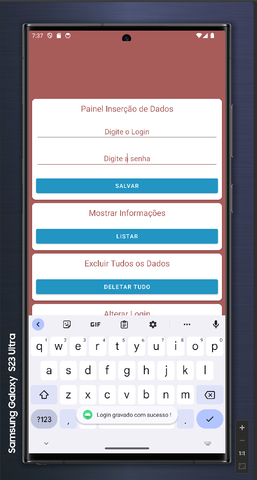 7:37
Painel Inserção de Dados
Digite o Login
Digite a senha
SALVAR
Mostrar Informações
LISTAR
Excluir Tudos os Dados
DELETAR TUDO
Alterar Login
GIF
q w e r t y u i o p
a s d f g h j k l
z x c v b n m
?123 , .
Login gravado com sucesso !
Samsung Galaxy S23 Ultra
+
-
1:1